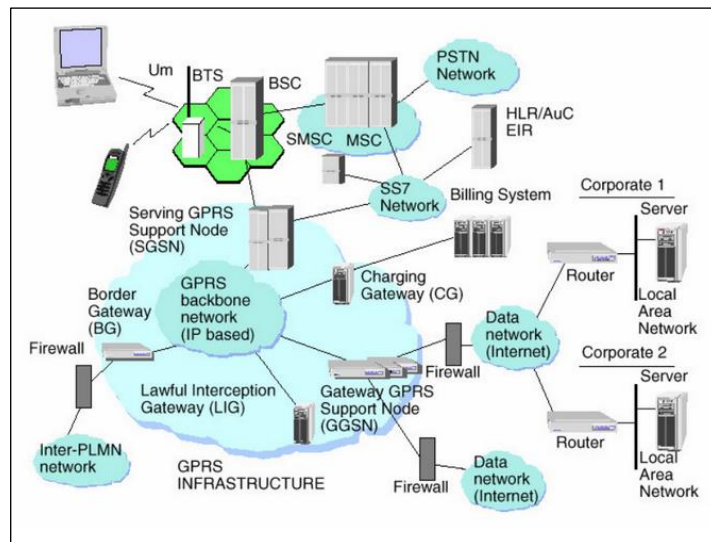 Um
BTS
BSC
PSTN
Network
HLR/AuC
EIR
SMSC
MSC
SS7
Network
Billing System
Corporate 1
Server
Router
Local
Area
Network
Serving GPRS
Support Node
(SGSN)
GPRS
backbone
network
(IP based)
Charging
Gateway (CG)
Border
Gateway
(BG)
Firewall
Data
network
(Internet)
Firewall
Corporate 2
Server
Router
Local
Area
Network
Lawful Interception
Gateway (LIG)
Gateway GPRS
Support Node
(GGSN)
Inter-PLMN
network
GPRS
INFRASTRUCTURE
Firewall
Data
network
(Internet)